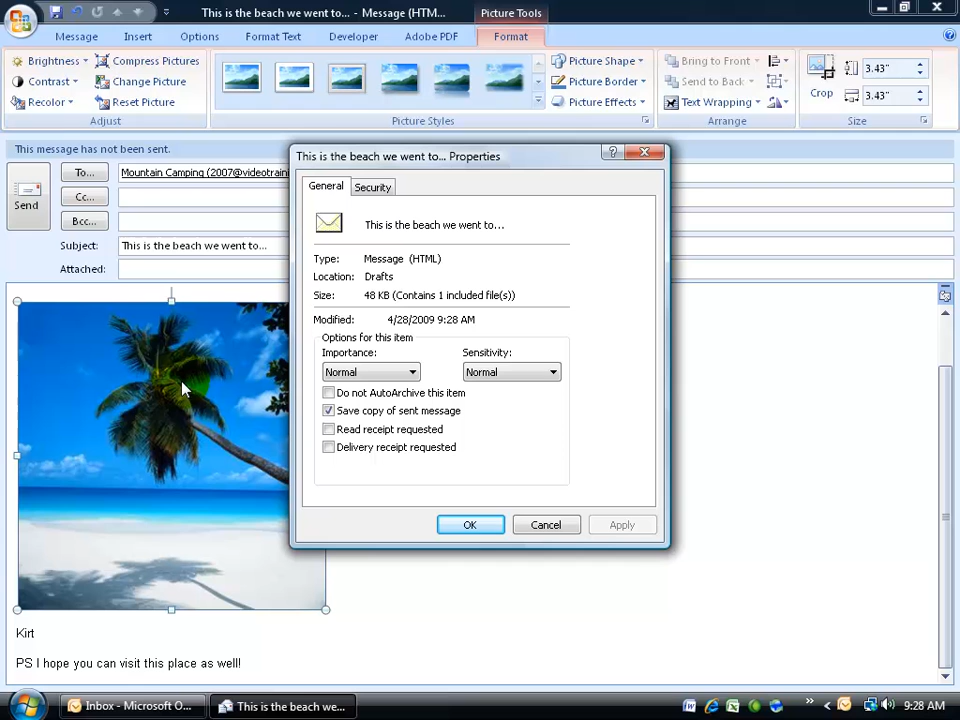 This is the beach we went to... - Message (HTM...
Picture Tools
Message Insert Options Format Text Developer Adobe PDF Format
Brightness Compress Pictures Picture Shape Bring to Front 3.43"
Contrast Change Picture Picture Border Send to Back 3.43"
Recolor Reset Picture Picture Effects Text Wrapping Crop
Adjust Picture Styles Arrange Size
This message has not been sent.
Send
To... Mountain Camping (2007@videotrain
Cc...
Bcc...
Subject: This is the beach we went to...
Attached:
This is the beach we went to... Properties
General Security
This is the beach we went to...
Type: Message (HTML)
Location: Drafts
Size: 48 KB (Contains 1 included file(s))
Modified: 4/28/2009 9:28 AM
Options for this item
Importance: Sensitivity:
Normal Normal
Do not AutoArchive this item
Save copy of sent message
Read receipt requested
Delivery receipt requested
OK Cancel Apply
Kirt
PS I hope you can visit this place as well!
Inbox - Microsoft O... This is the beach we... 9:28 AM